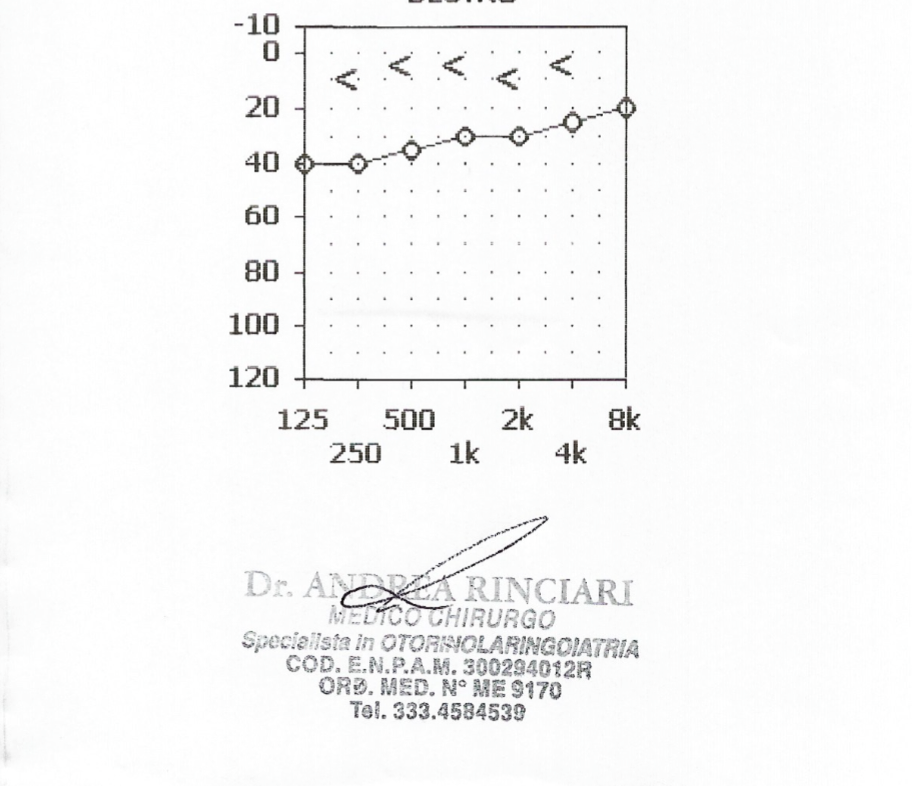 -10
0
20
40
60
80
100
120
125 500 2k 8k
250 1k 4k
Dr. ANDREA RINCIARI
MEDICO CHIRURGO
Specialista in OTORINOLARINGOIATRIA
COD. E.N.P.A.M. 300294012R
ORD. MED. N° ME 9170
Tel. 333.4584539